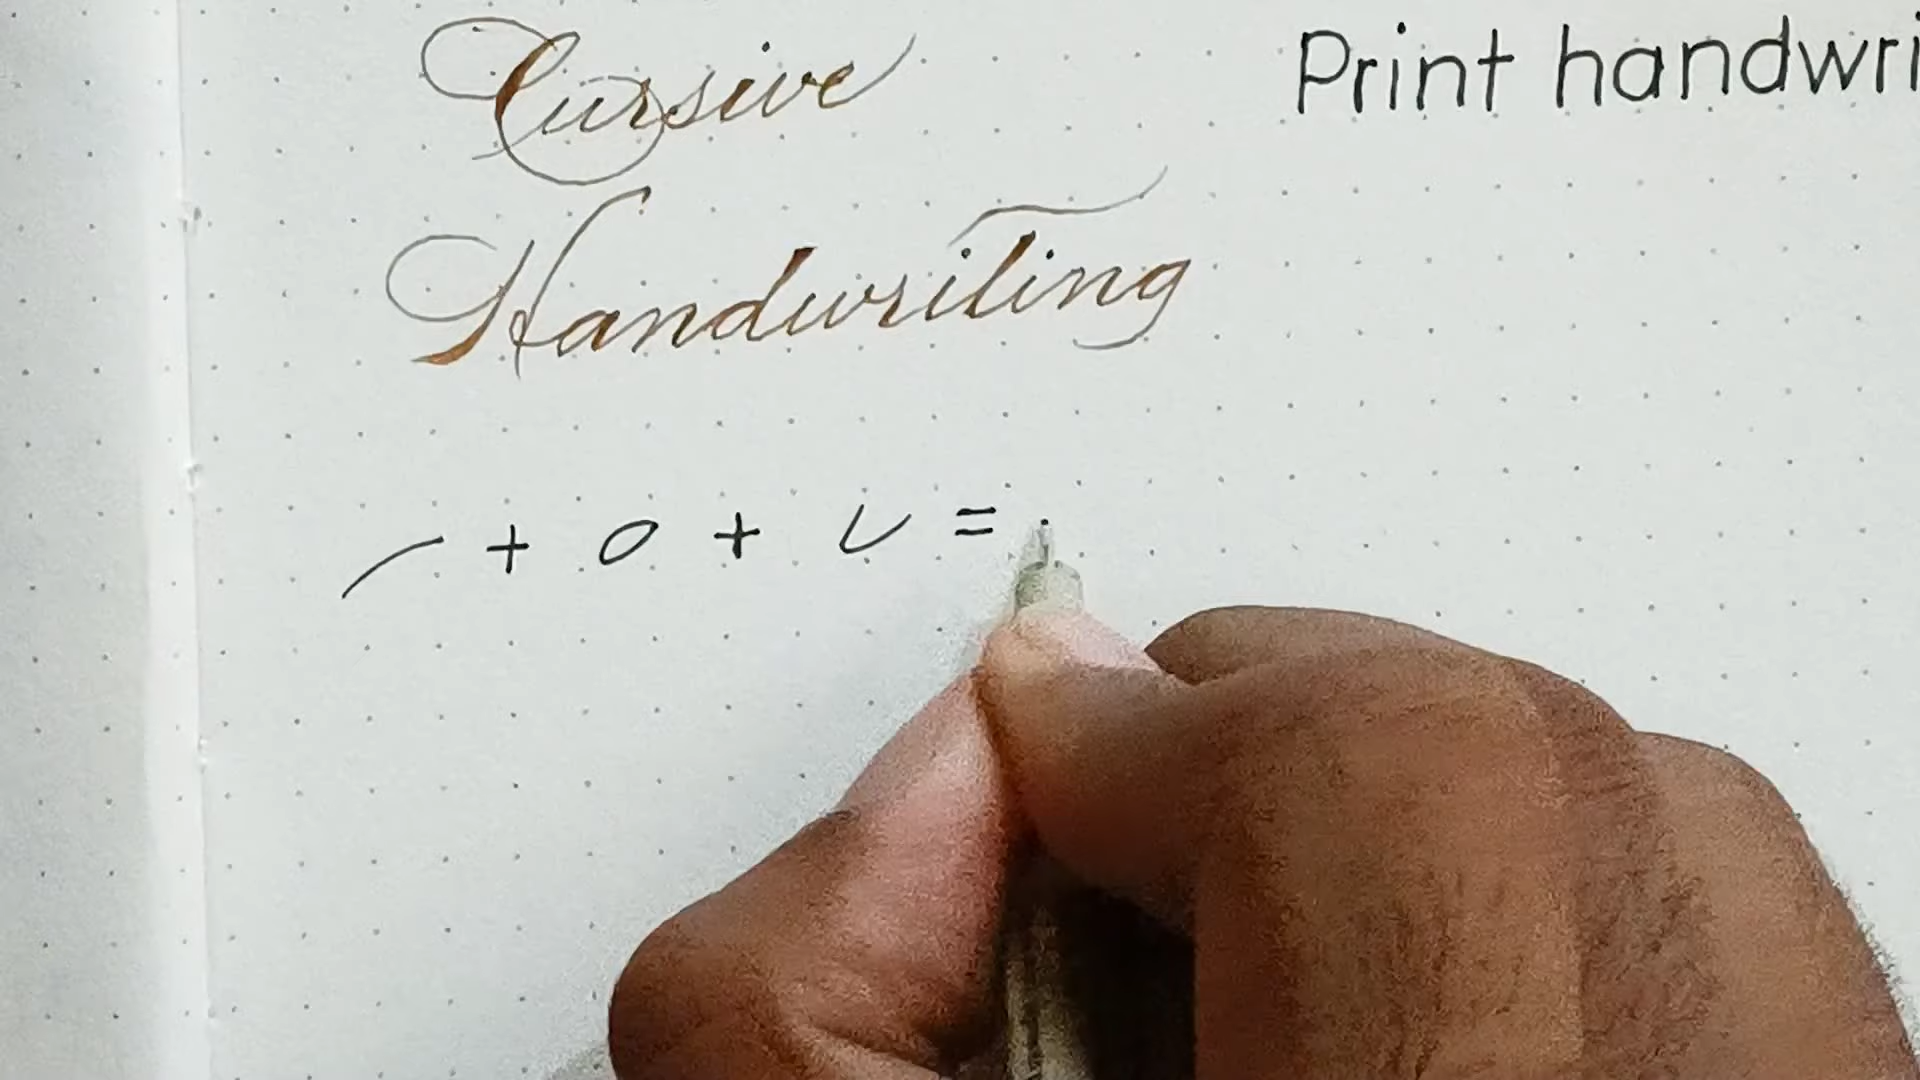 Cursive
Handwriting
Print handwri
+ o + =